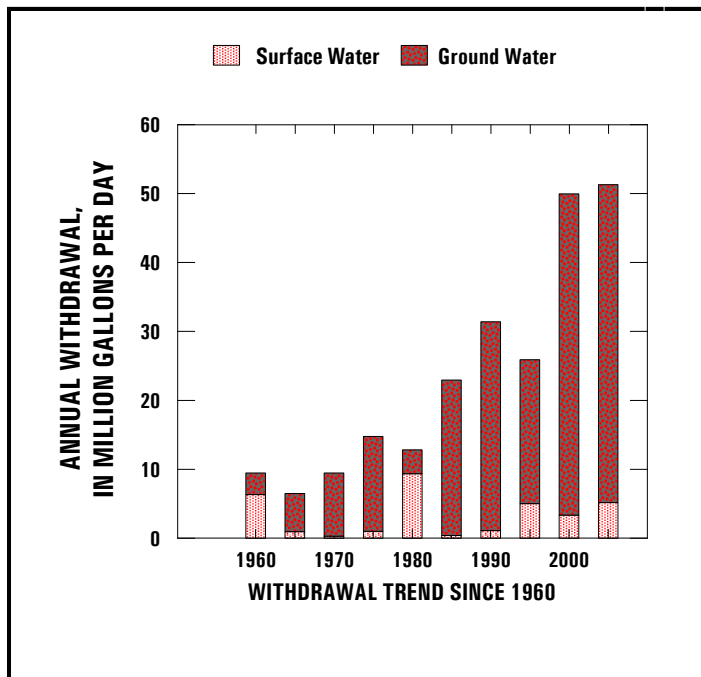 Surface Water Ground Water
ANNUAL WITHDRAWAL,
IN MILLION GALLONS PER DAY
60
50
40
30
20
10
0
1960 1970 1980 1990 2000
WITHDRAWAL TREND SINCE 1960